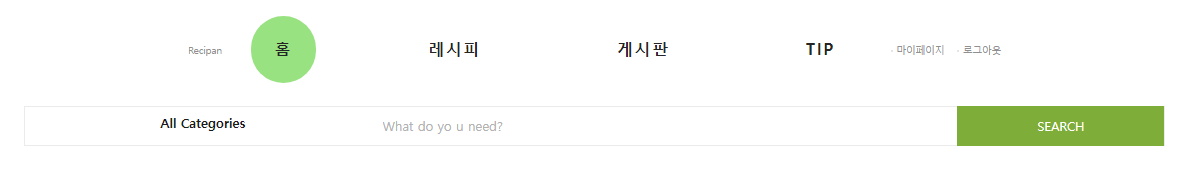 Recipan 홈 레시피 게시판 TIP · 마이페이지 · 로그아웃
All Categories What do yo u need? SEARCH